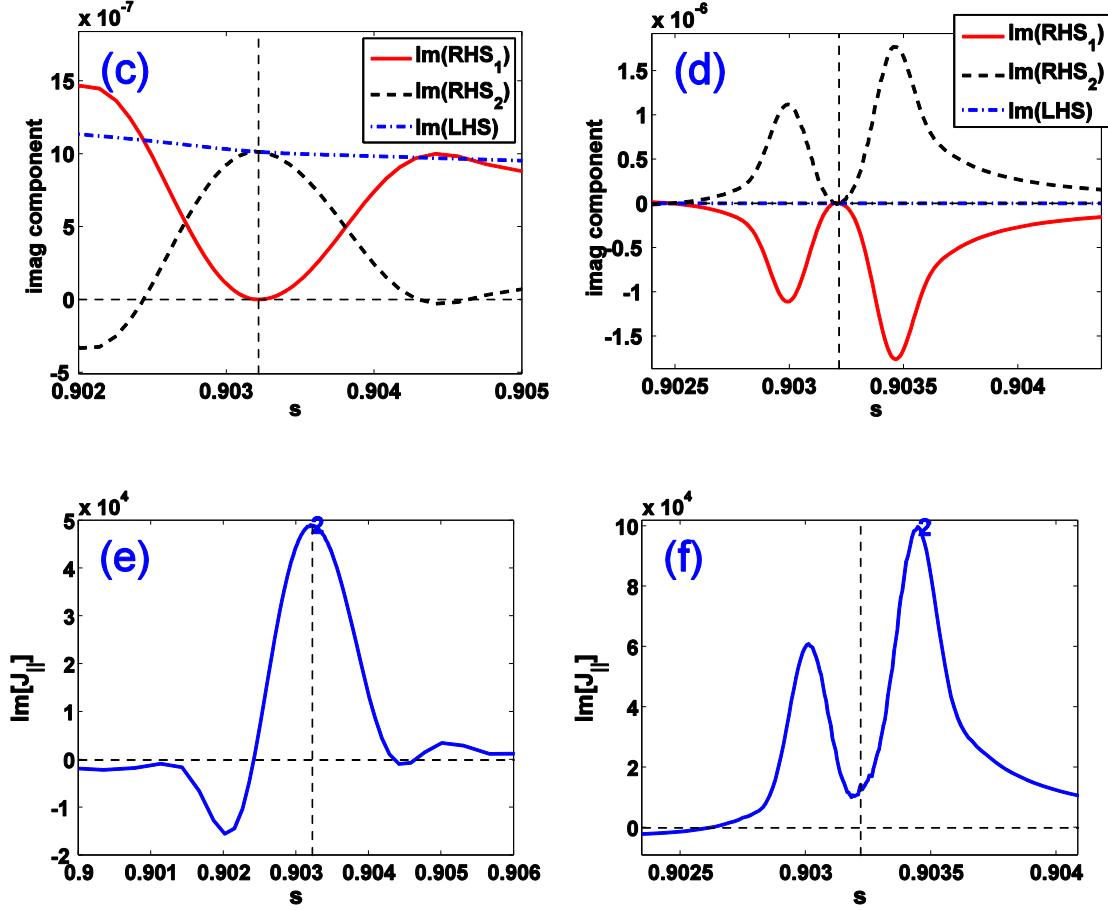 x 10⁻⁷
(c)
Im(RHS₁)
Im(RHS₂)
Im(LHS)
15
10
5
0
-5
imag component
0.902
0.903
0.904
0.905
s
x 10⁻⁶
(d)
Im(RHS₁)
Im(RHS₂)
Im(LHS)
1.5
1
0.5
0
-0.5
-1
-1.5
imag component
0.9025
0.903
0.9035
0.904
s
x 10⁴
(e)
2
5
4
3
2
1
0
-1
-2
Im[J||]
0.9
0.901
0.902
0.903
0.904
0.905
0.906
s
x 10⁴
(f)
2
10
8
6
4
2
0
Im[J||]
0.9025
0.903
0.9035
0.904
s